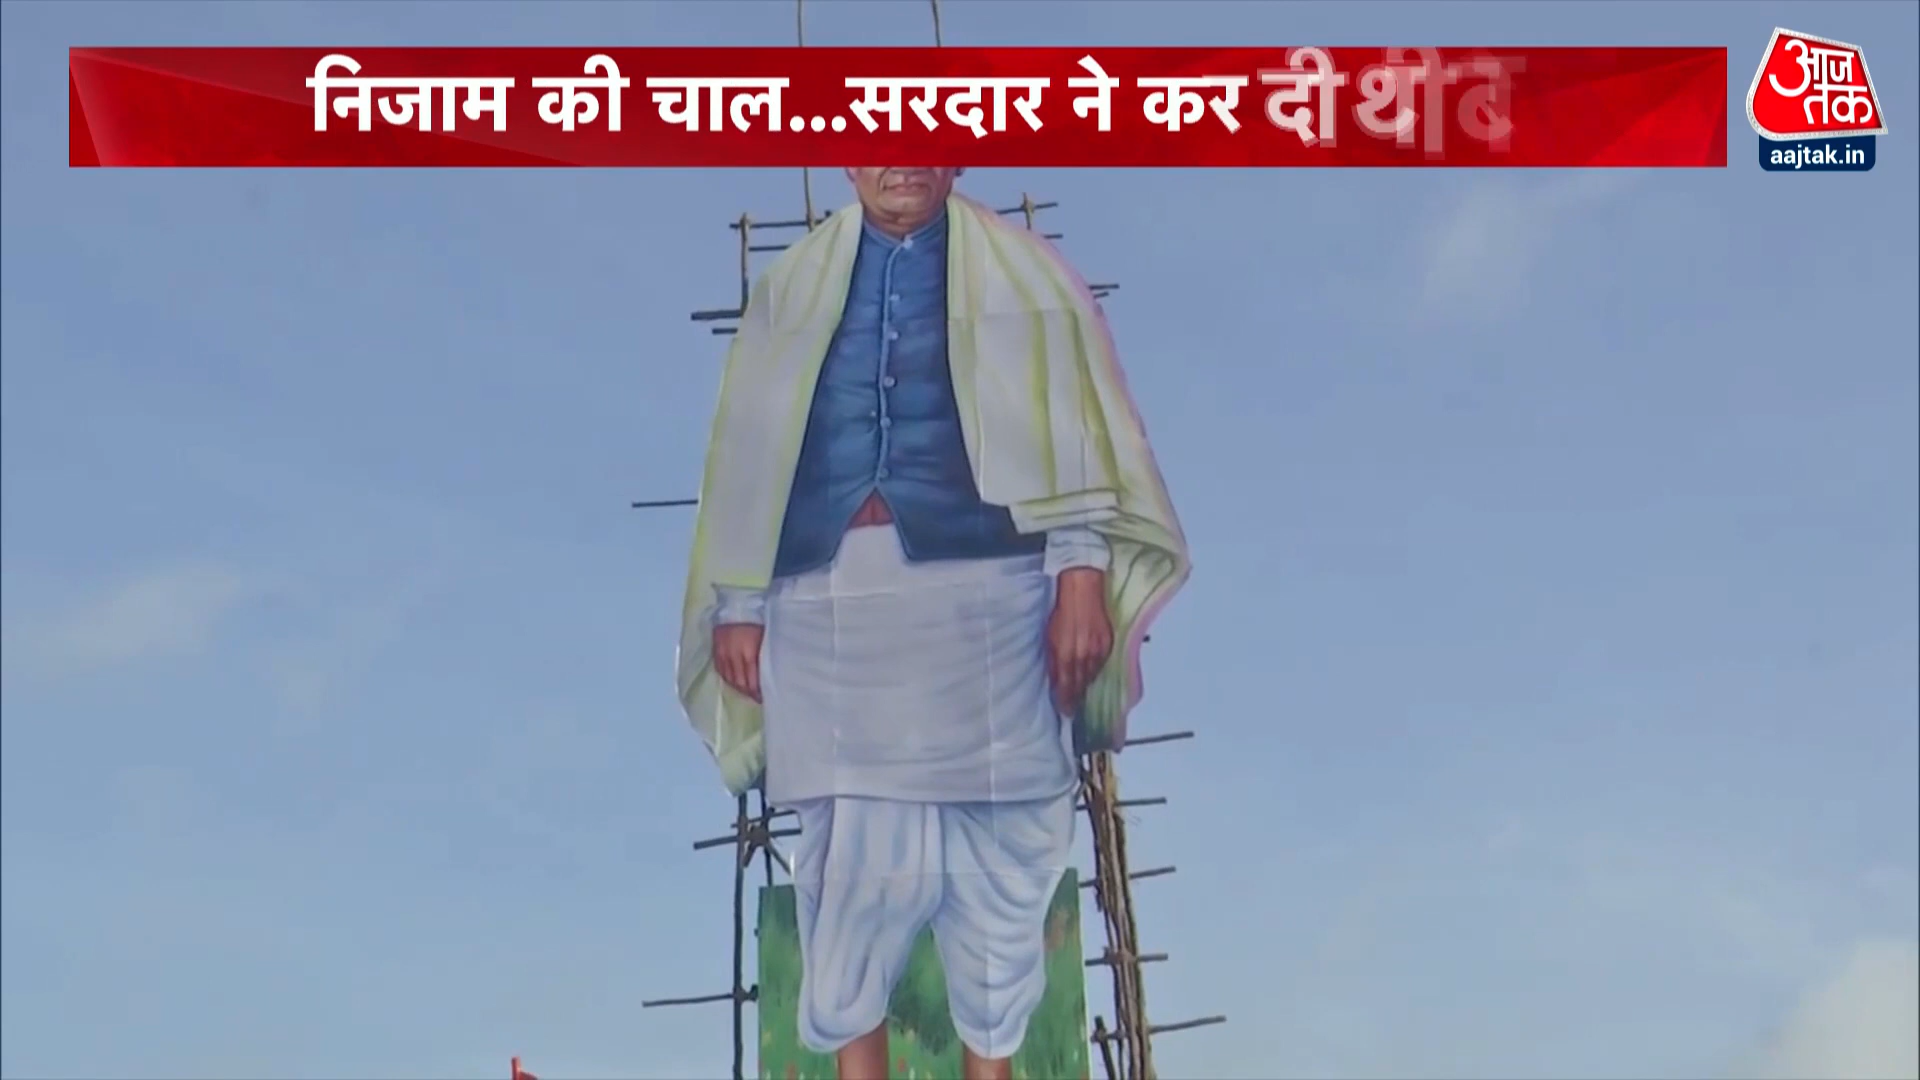 निजाम की चाल...सरदार ने कर दी थी
आज
तक
aajtak.in